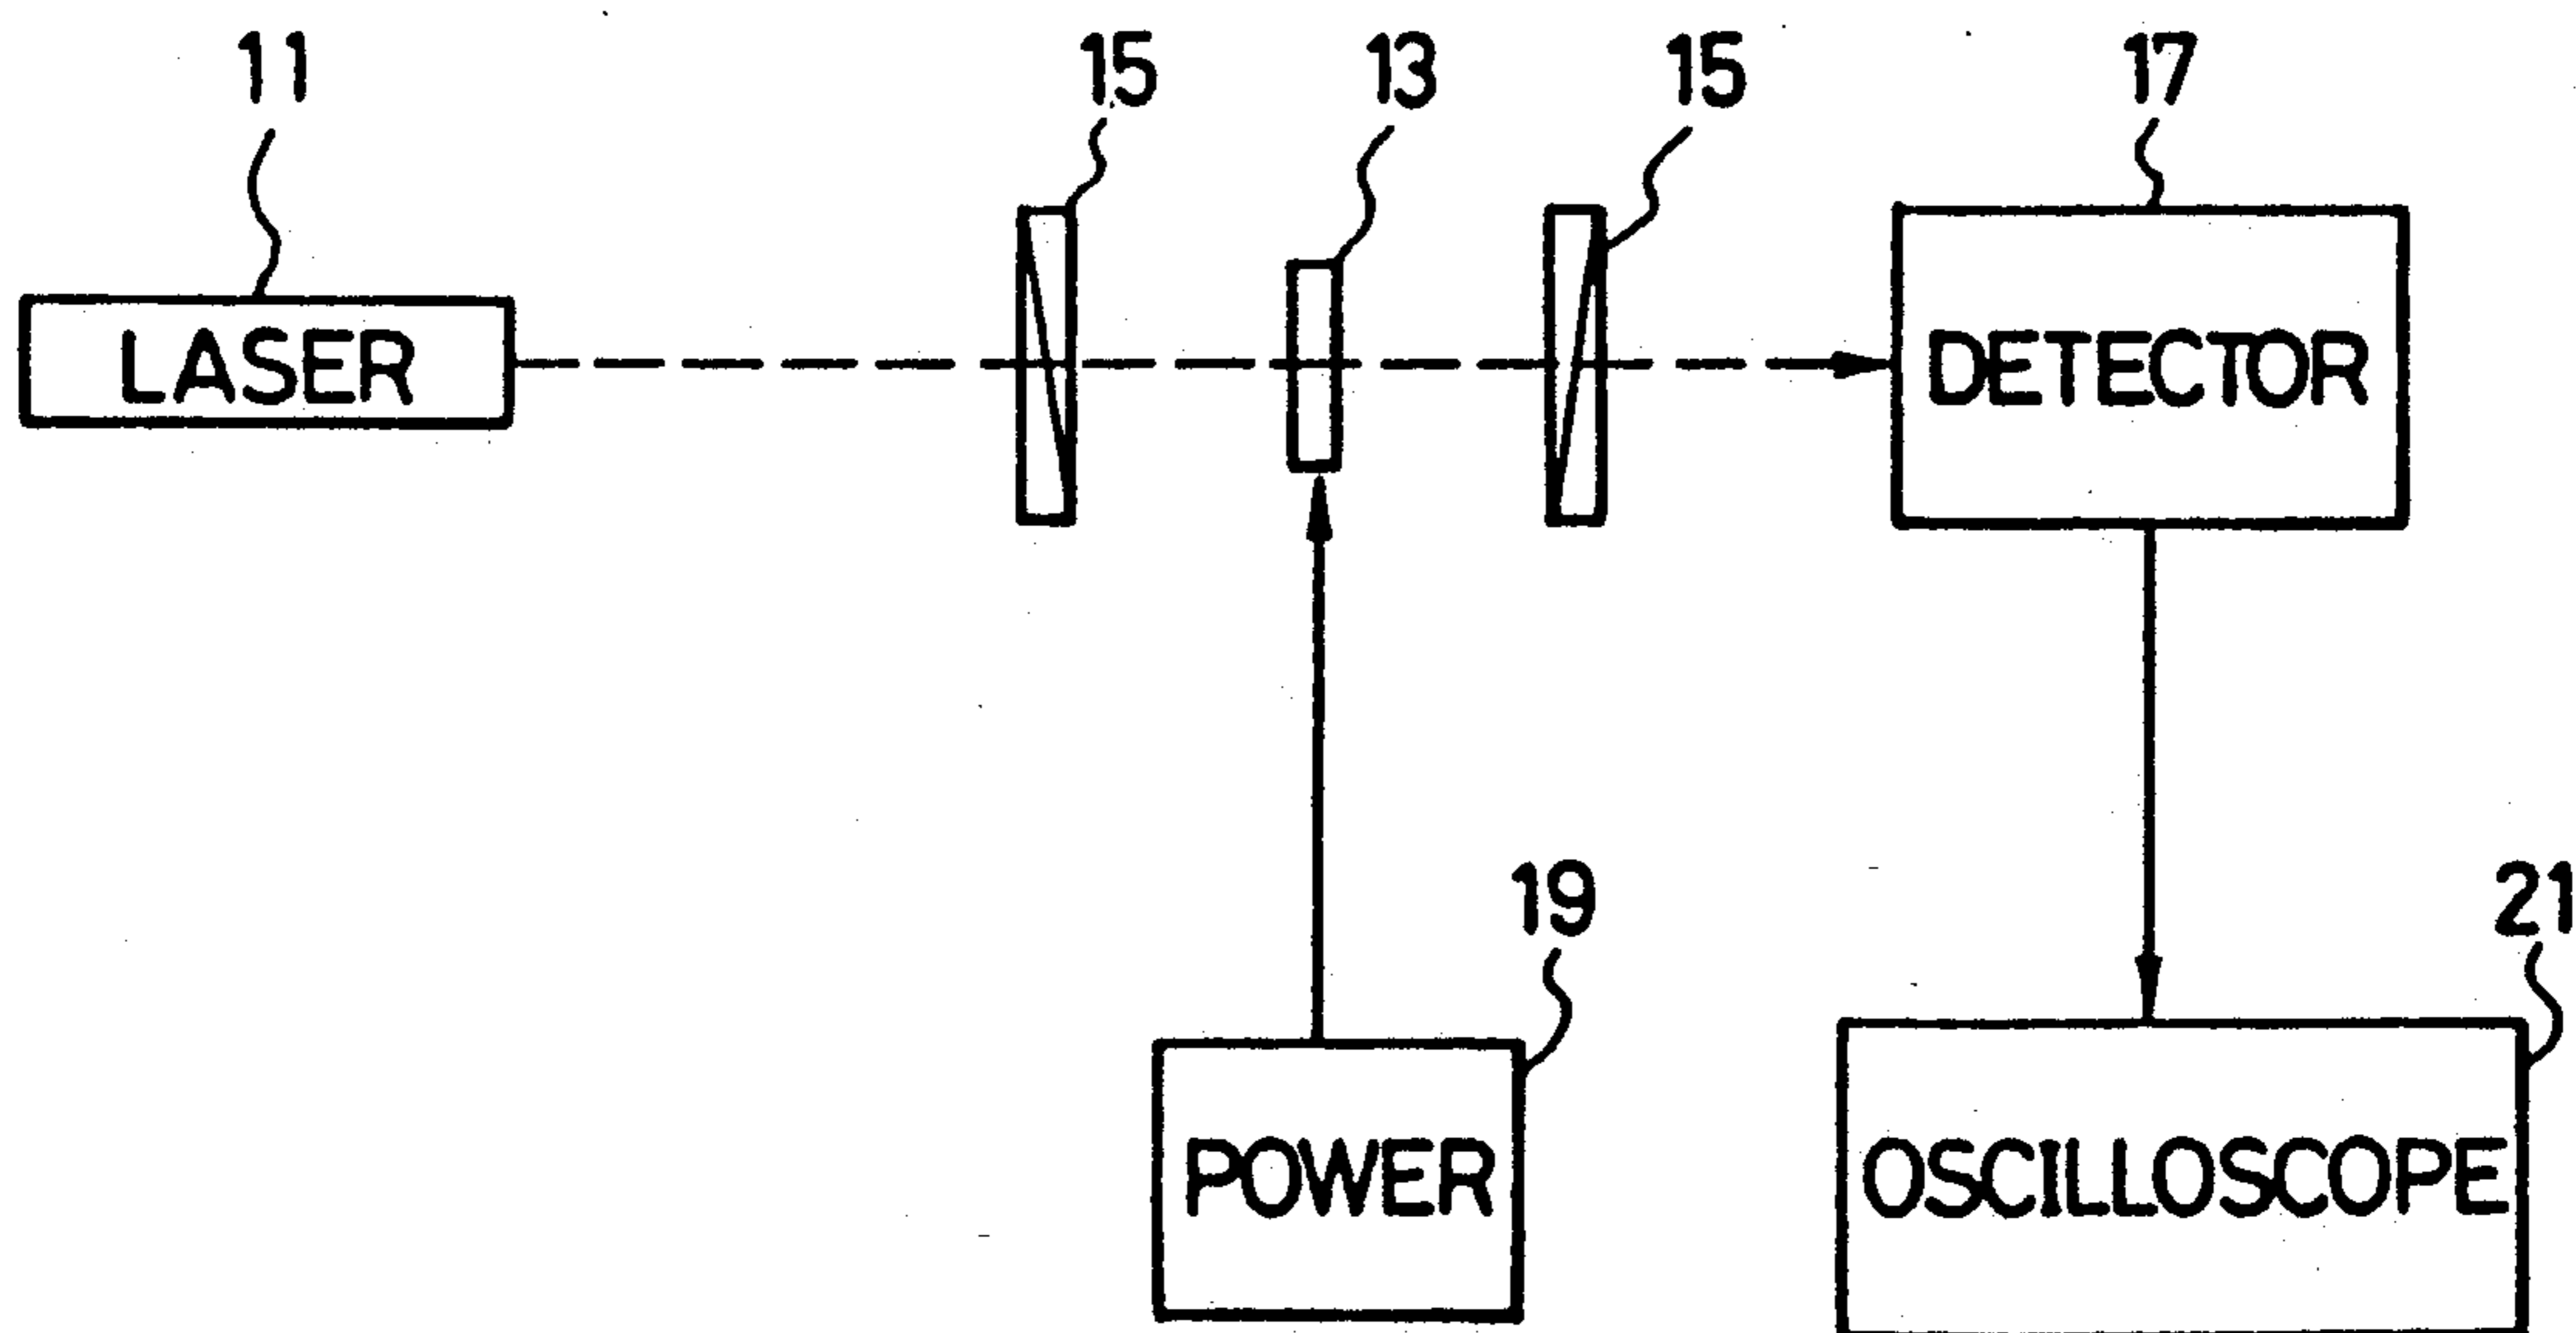 11 15 13 15 17
LASER DETECTOR
19 21
POWER OSCILLOSCOPE